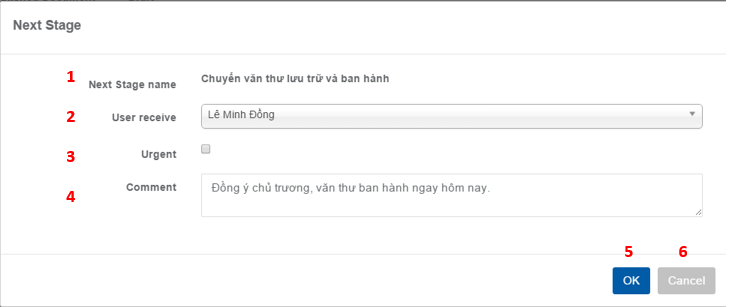 Next Stage
1 Next Stage name Chuyển văn thư lưu trữ và ban hành
2 User receive Lê Minh Đồng
3 Urgent
4 Comment Đồng ý chủ trương, văn thư ban hành ngay hôm nay.
5 6
OK Cancel